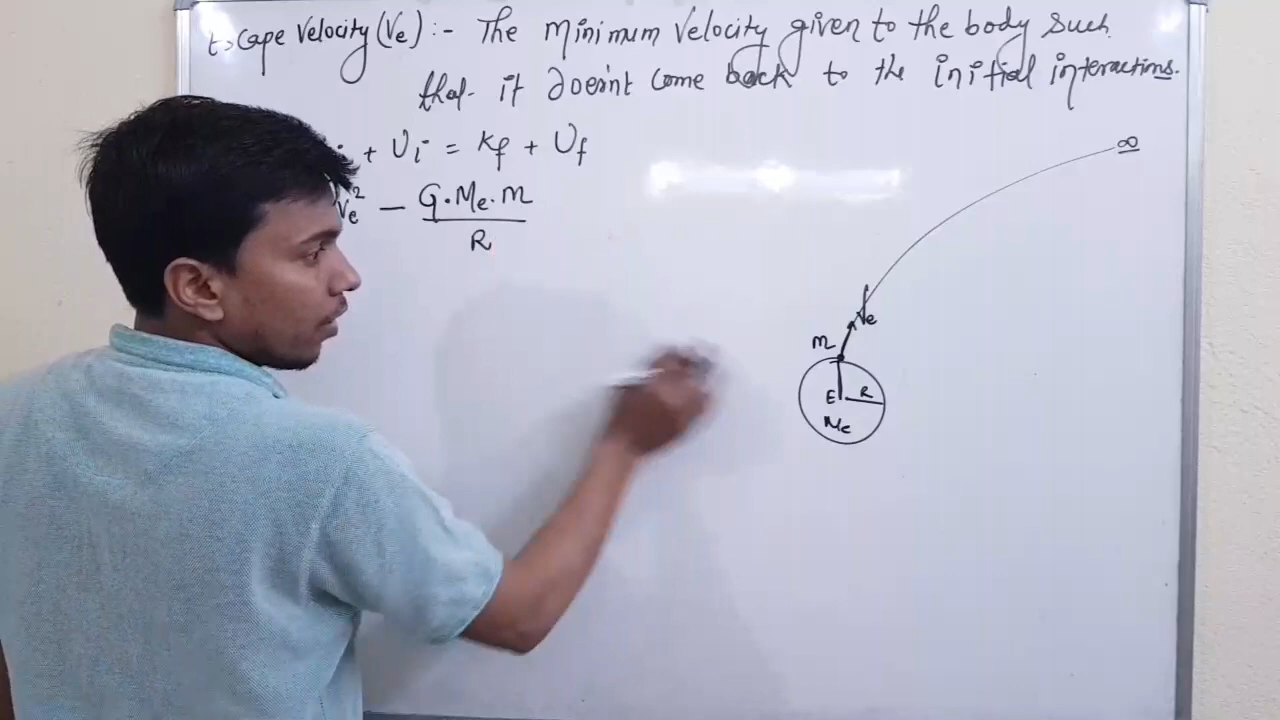 Escape Velocity (Ve) :- The Minimum Velocity given to the body such
that it doesn't come back to the initial interactions.
+ Ui = Kf + Uf
Ve² - G·Me·m
R
∞
Ve
m
E R
Me